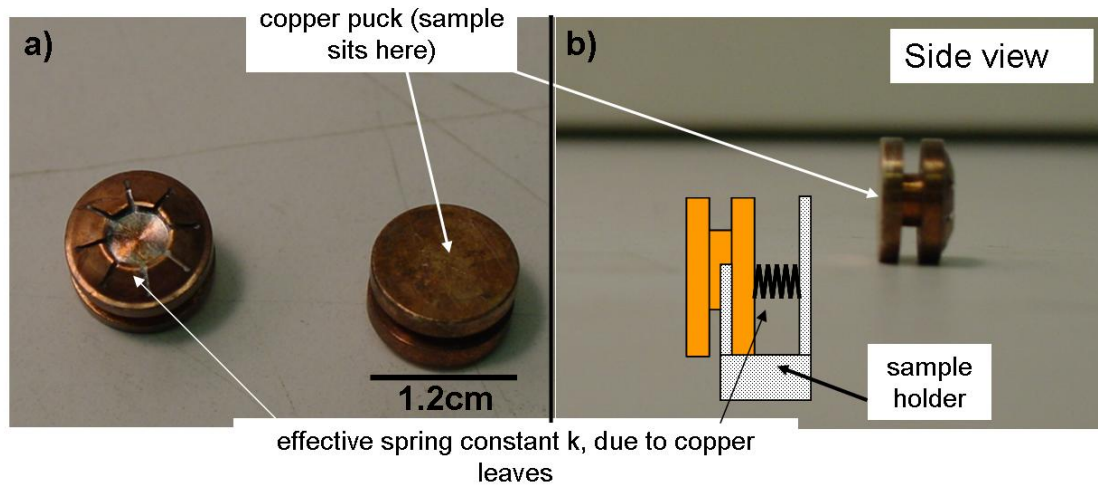 a)
copper puck (sample
sits here)
b)
Side view
1.2cm
sample
holder
effective spring constant k, due to copper
leaves